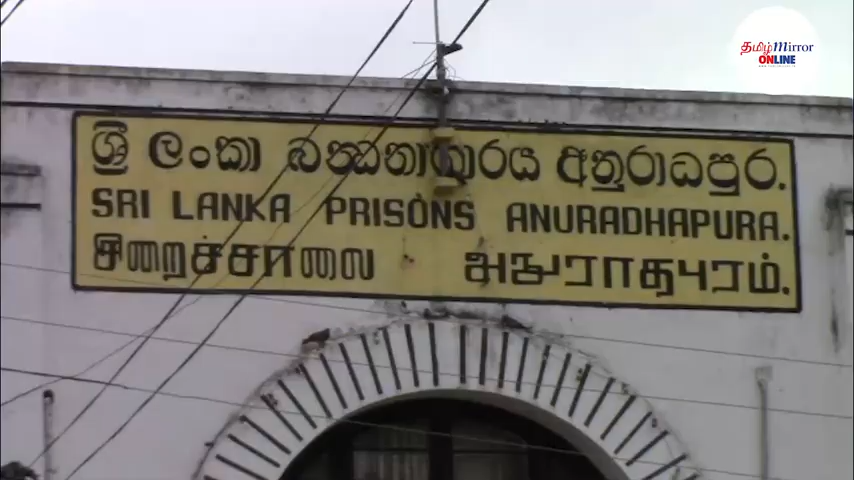 தமிழ்Mirror
ONLINE
ශ්‍රී ලංකා බන්ධනාගාරය අනුරාධපුර.
SRI LANKA PRISONS ANURADHAPURA.
சிறைச்சாலை அநுராதபுரம்.